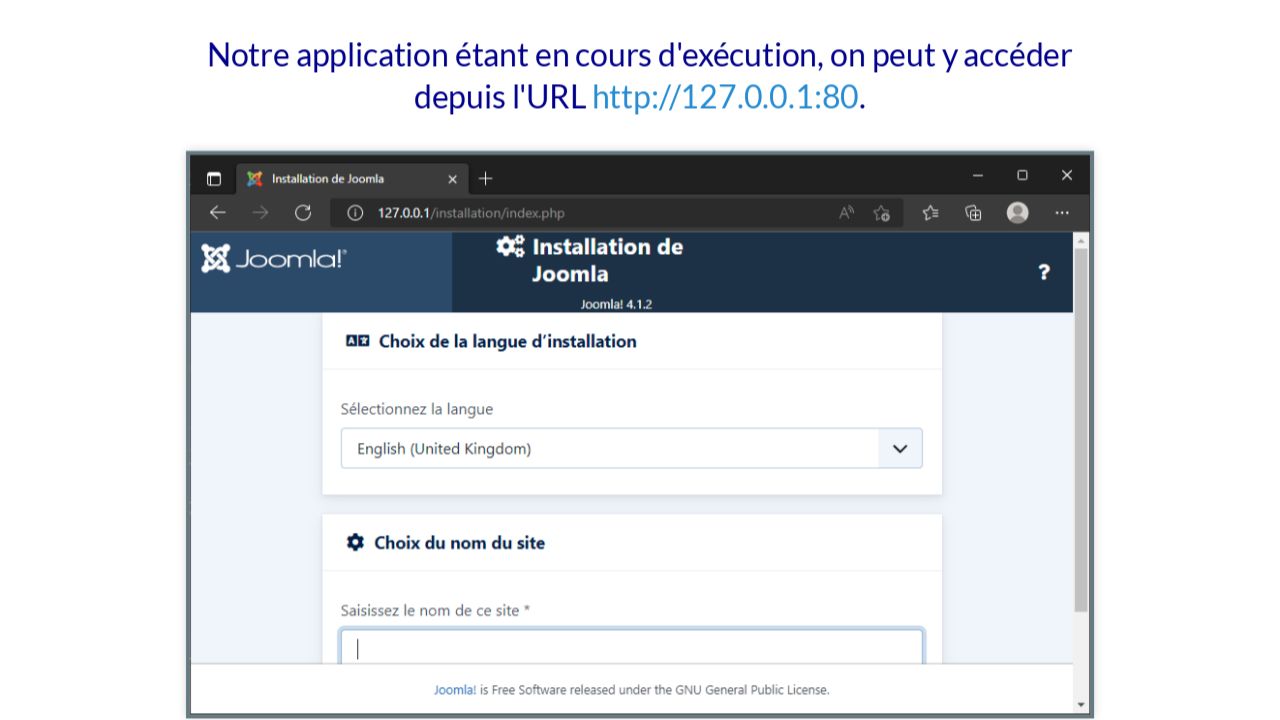 Notre application étant en cours d'exécution, on peut y accéder
depuis l'URL http://127.0.0.1:80.
Installation de Joomla
127.0.0.1/installation/index.php
Joomla!®
Installation de
Joomla
Joomla! 4.1.2
?
Choix de la langue d’installation
Sélectionnez la langue
English (United Kingdom)
Choix du nom du site
Saisissez le nom de ce site *
Joomla! is Free Software released under the GNU General Public License.